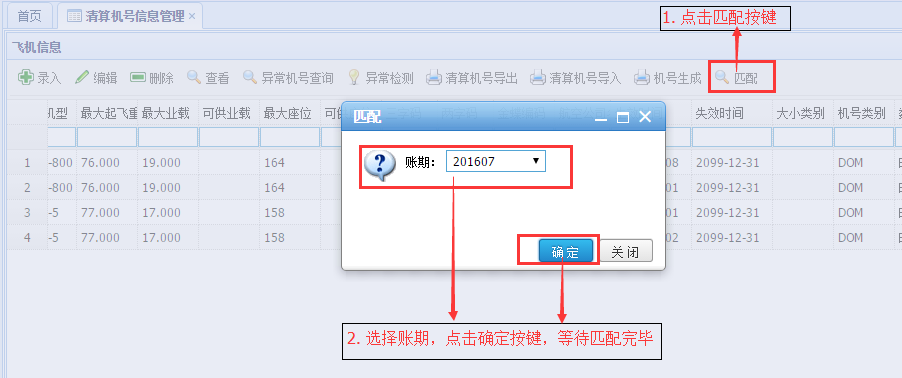 首页 清算机号信息管理 ×
1. 点击匹配按键
飞机信息
录入 编辑 删除 查看 异常机号查询 异常检测 清算机号导出 清算机号导入 机号生成 匹配
机型 最大起飞重 最大业载 可供业载 最大座位 失效时间 大小类别 机号类别
匹配
账期： 201607
1 -800 76.000 19.000 164 08 2099-12-31 DOM
2 -800 76.000 19.000 164 01 2099-12-31 DOM
3 -5 77.000 17.000 158 01 2099-12-31 DOM
4 -5 77.000 17.000 158 02 2099-12-31 DOM
确定 关闭
2. 选择账期，点击确定按键，等待匹配完毕